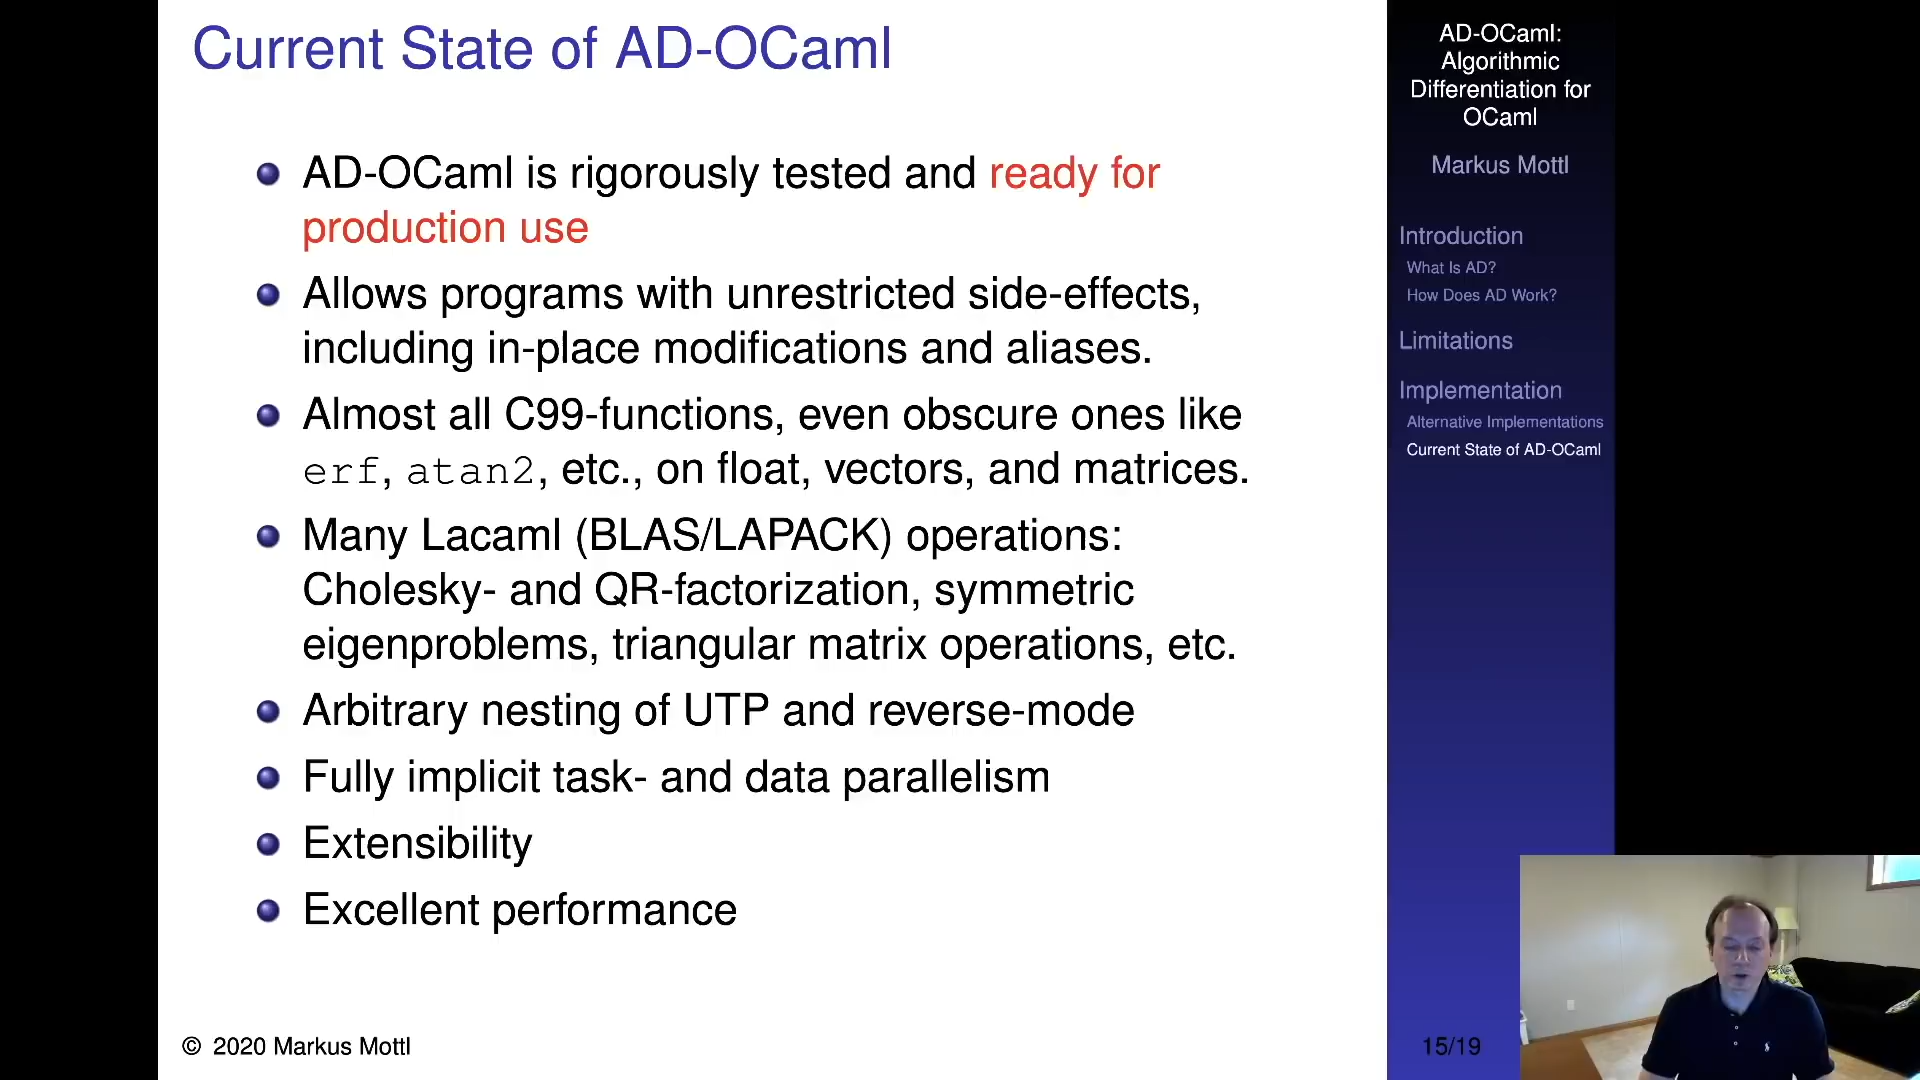 Current State of AD-OCaml
AD-OCaml is rigorously tested and ready for
production use
Allows programs with unrestricted side-effects,
including in-place modifications and aliases.
Almost all C99-functions, even obscure ones like
erf, atan2, etc., on float, vectors, and matrices.
Many Lacaml (BLAS/LAPACK) operations:
Cholesky- and QR-factorization, symmetric
eigenproblems, triangular matrix operations, etc.
Arbitrary nesting of UTP and reverse-mode
Fully implicit task- and data parallelism
Extensibility
Excellent performance
© 2020 Markus Mottl
AD-OCaml:
Algorithmic
Differentiation for
OCaml
Markus Mottl
Introduction
What Is AD?
How Does AD Work?
Limitations
Implementation
Alternative Implementations
Current State of AD-OCaml
15/19